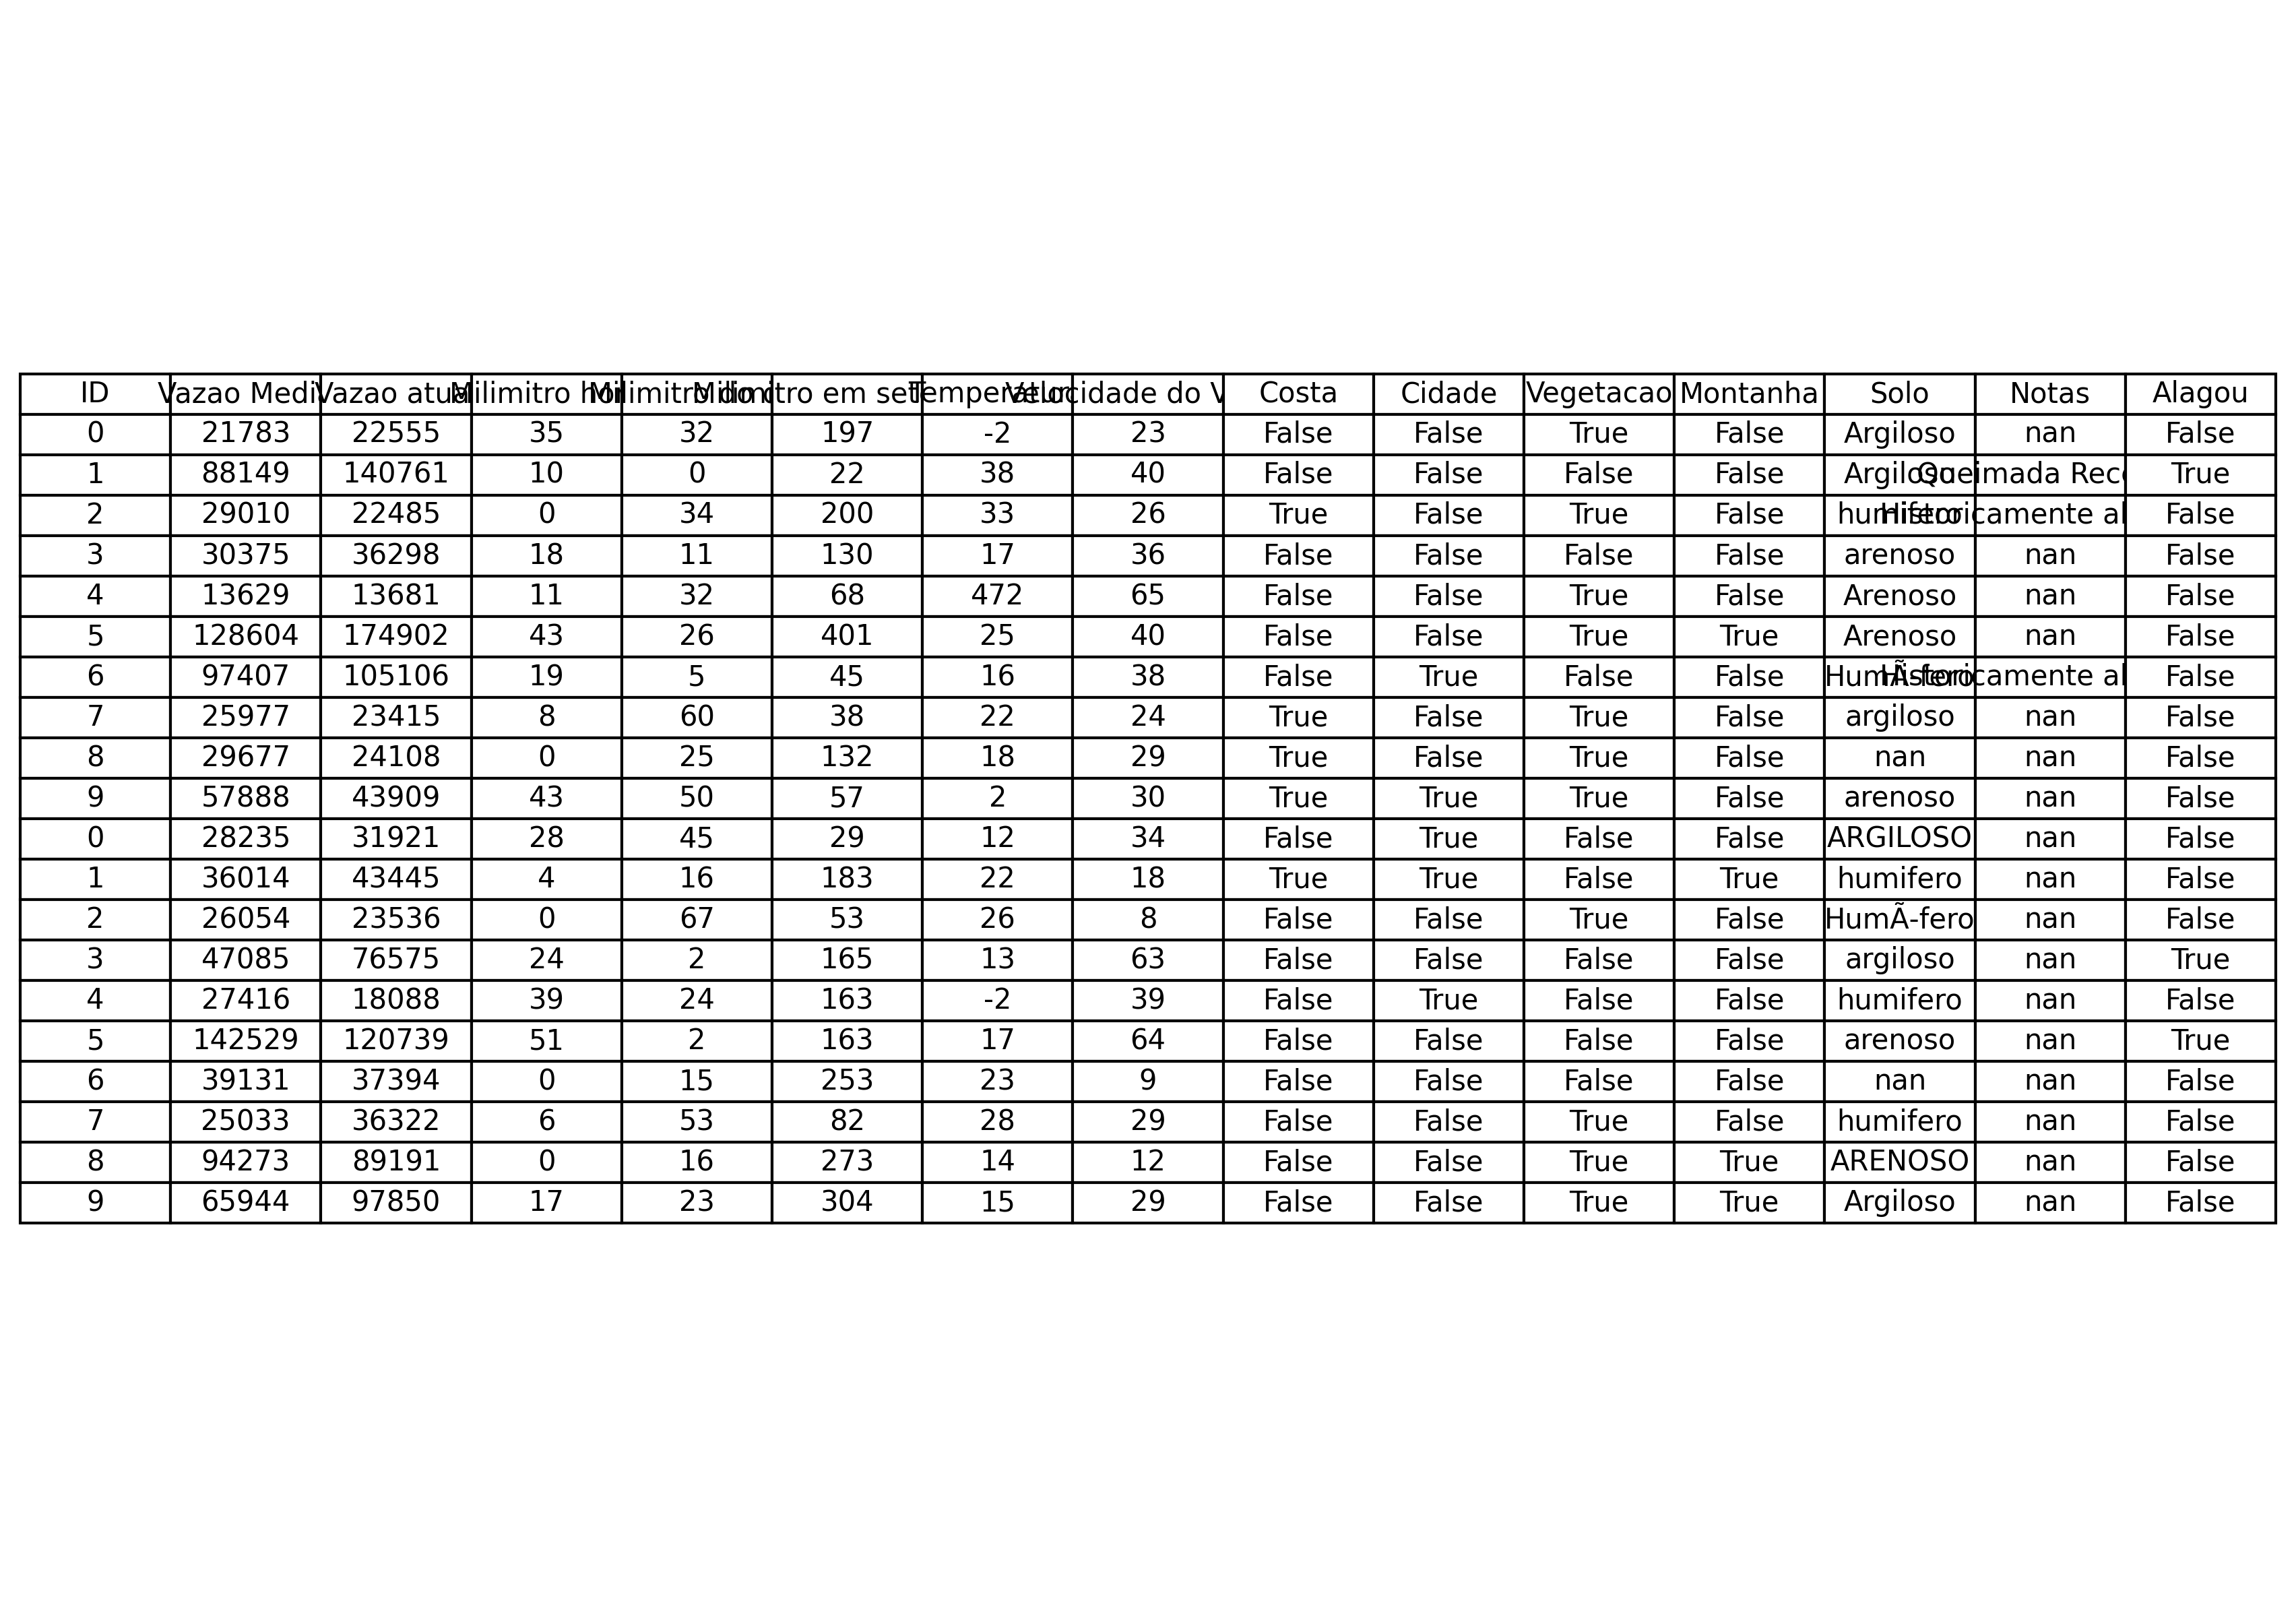 ID Vazao Medi Vazao atua Milimitro hor Milimitro do d Milimitro em sete Temperatur Velocidade do V Costa Cidade Vegetacao Montanha Solo Notas Alagou
0 21783 22555 35 32 197 -2 23 False False True False Argiloso nan False
1 88149 140761 10 0 22 38 40 False False False False Argiloso Queimada Rece True
2 29010 22485 0 34 200 33 26 True False True False humifero Historicamente al False
3 30375 36298 18 11 130 17 36 False False False False arenoso nan False
4 13629 13681 11 32 68 472 65 False False True False Arenoso nan False
5 128604 174902 43 26 401 25 40 False False True True Arenoso nan False
6 97407 105106 19 5 45 16 38 False True False False HumÃ-fero Historicamente al False
7 25977 23415 8 60 38 22 24 True False True False argiloso nan False
8 29677 24108 0 25 132 18 29 True False True False nan nan False
9 57888 43909 43 50 57 2 30 True True True False arenoso nan False
0 28235 31921 28 45 29 12 34 False True False False ARGILOSO nan False
1 36014 43445 4 16 183 22 18 True True False True humifero nan False
2 26054 23536 0 67 53 26 8 False False True False HumÃ-fero nan False
3 47085 76575 24 2 165 13 63 False False False False argiloso nan True
4 27416 18088 39 24 163 -2 39 False True False False humifero nan False
5 142529 120739 51 2 163 17 64 False False False False arenoso nan True
6 39131 37394 0 15 253 23 9 False False False False nan nan False
7 25033 36322 6 53 82 28 29 False False True False humifero nan False
8 94273 89191 0 16 273 14 12 False False True True ARENOSO nan False
9 65944 97850 17 23 304 15 29 False False True True Argiloso nan False